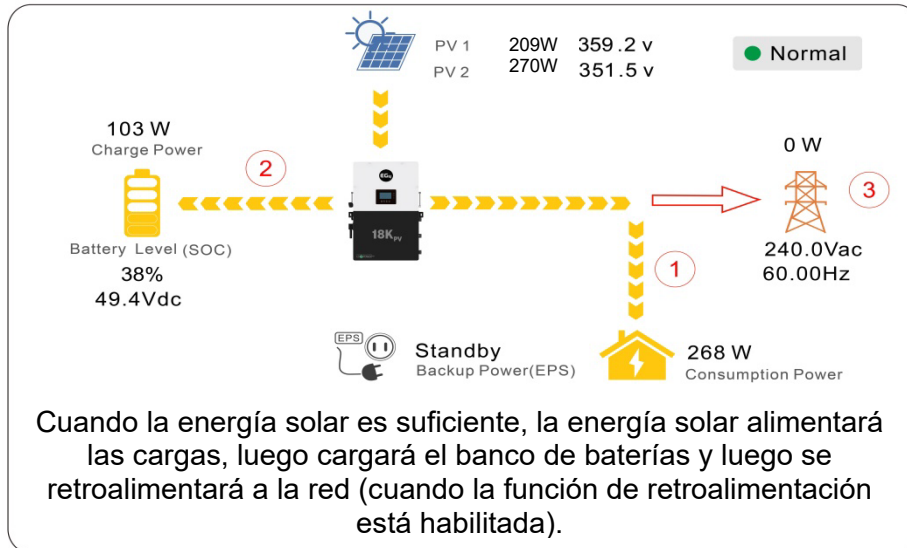 PV 1 209W 359.2 v
PV 2 270W 351.5 v
Normal
103 W
Charge Power
2
0 W
3
EG4
18KPV
Battery Level (SOC)
38%
49.4Vdc
240.0Vac
60.00Hz
1
EPS
Standby
Backup Power(EPS)
268 W
Consumption Power
Cuando la energía solar es suficiente, la energía solar alimentará
las cargas, luego cargará el banco de baterías y luego se
retroalimentará a la red (cuando la función de retroalimentación
está habilitada).